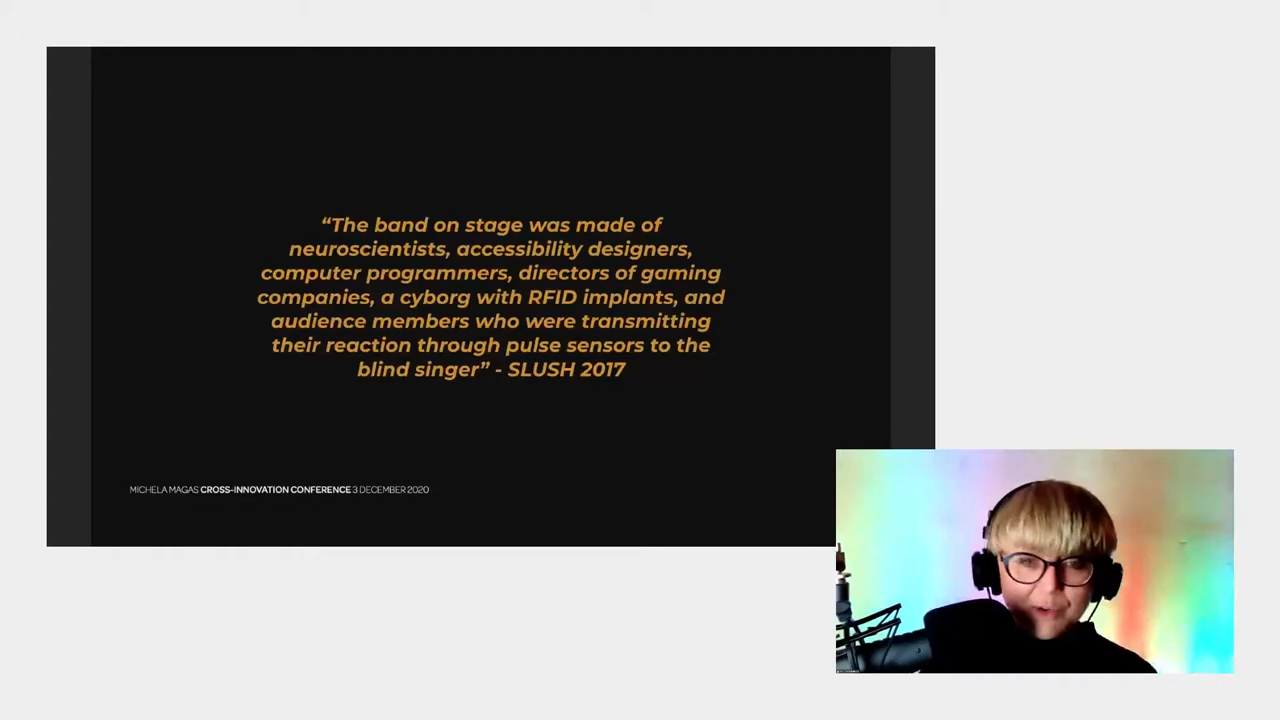 “The band on stage was made of
neuroscientists, accessibility designers,
computer programmers, directors of gaming
companies, a cyborg with RFID implants, and
audience members who were transmitting
their reaction through pulse sensors to the
blind singer” - SLUSH 2017
MICHELA MAGAS CROSS-INNOVATION CONFERENCE 3 DECEMBER 2020